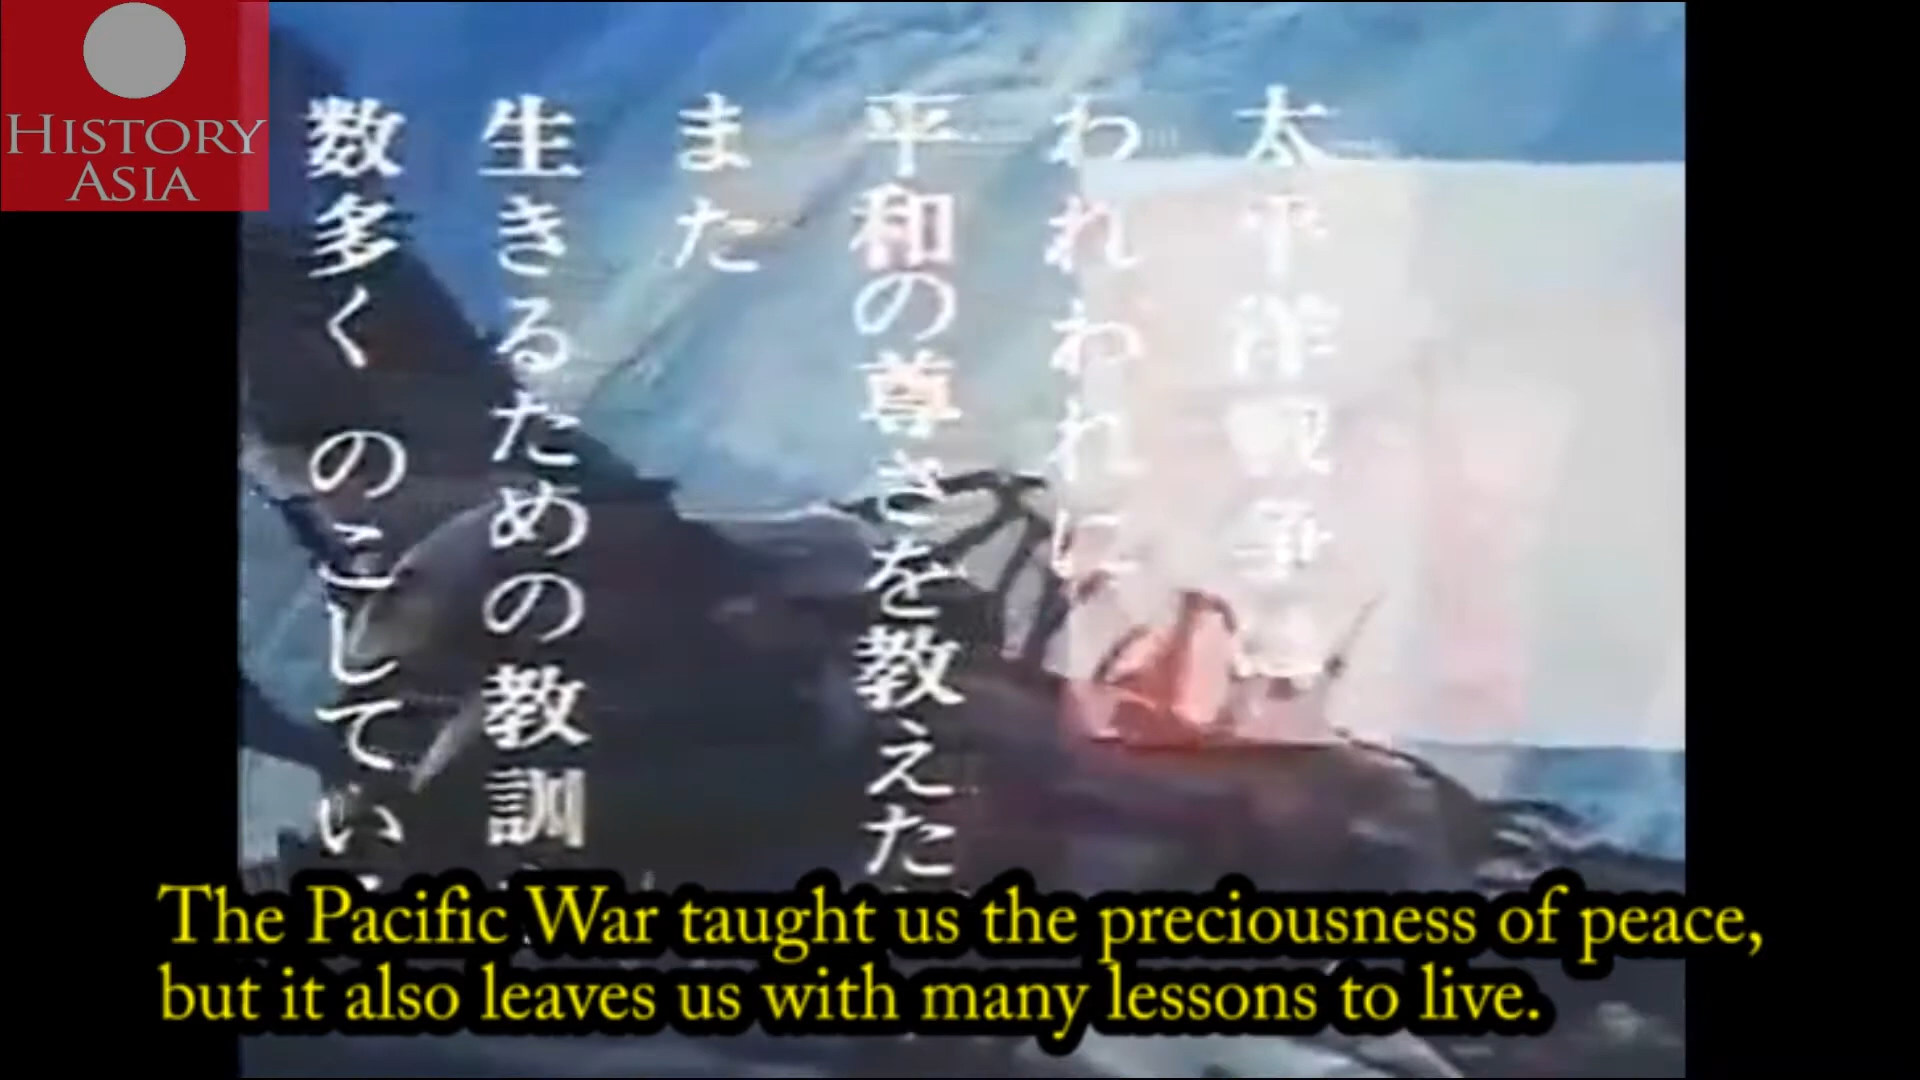 HISTORY
ASIA
太平洋戦争は
われわれに
平和の尊さを教えた
また
生きるための教訓
数多く のこしてい
The Pacific War taught us the preciousness of peace,
but it also leaves us with many lessons to live.